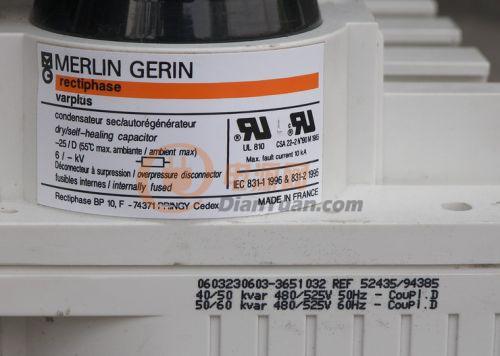 MG MERLIN GERIN
rectiphase
varplus
condensateur sec/autorégénérateur
dry/self-healing capacitor
-25 / D (55°C max. ambiante / ambient max)
6 / - kV
Déconnecteur à surpression / overpressure disconnector
fusibles internes / internally fused
Rectiphase BP 10, F - 74371 PRINGY Cedex
UL 810
CSA 22-2 N°190 M 1985
Max. fault current 10 kA
IEC 831-1 1996 & 831-2 1995
MADE IN FRANCE
DianYuan.com
0603230603-3651032 REF 52435/94385
40/50 kvar 480/525V 50Hz - Coupl.D
50/60 kvar 480/525V 60Hz - Coupl.D